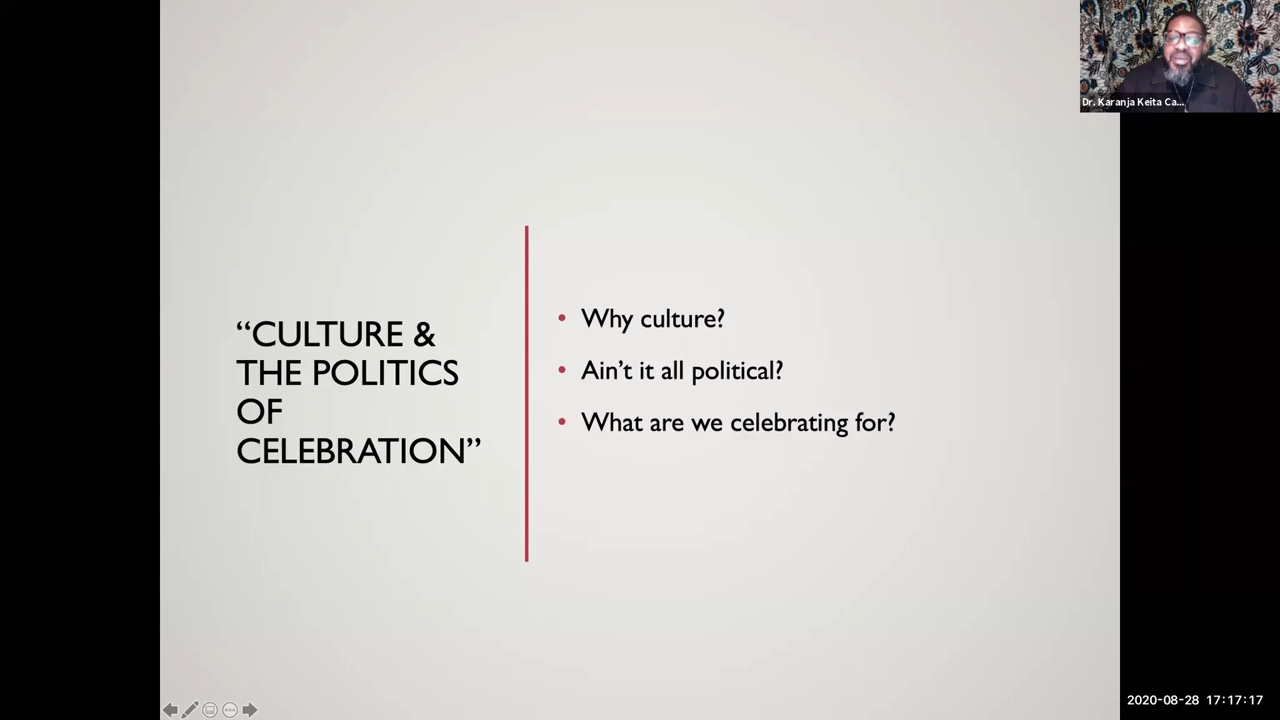 Dr. Karanja Keita Ca...
“CULTURE &
THE POLITICS
OF
CELEBRATION”
• Why culture?
• Ain’t it all political?
• What are we celebrating for?
2020-08-28 17:17:17